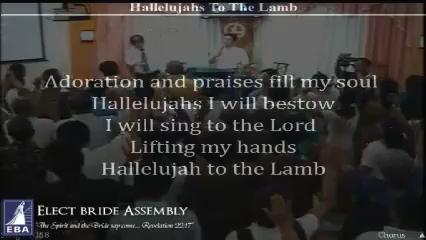 Hallelujahs To The Lamb
Adoration and praises fill my soul
Hallelujahs I will bestow
I will sing to the Lord
Lifting my hands
Hallelujah to the Lamb
ELECT BRIDE ASSEMBLY
"The Spirit and the Bride say come... Revelation 22:17"
EBA
Chorus